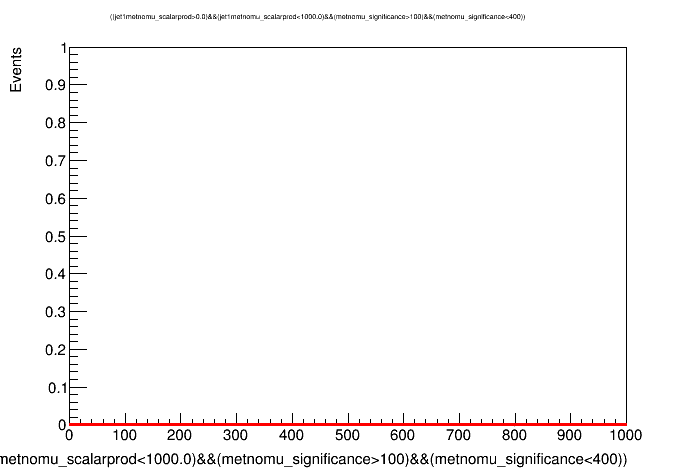 ((jet1metnomu_scalarprod>0.0)&&(jet1metnomu_scalarprod<1000.0)&&(metnomu_significance>100)&&(metnomu_significance<400))
Events
1
0.9
0.8
0.7
0.6
0.5
0.4
0.3
0.2
0.1
0
0 100 200 300 400 500 600 700 800 900 1000
metnomu_scalarprod<1000.0)&&(metnomu_significance>100)&&(metnomu_significance<400))